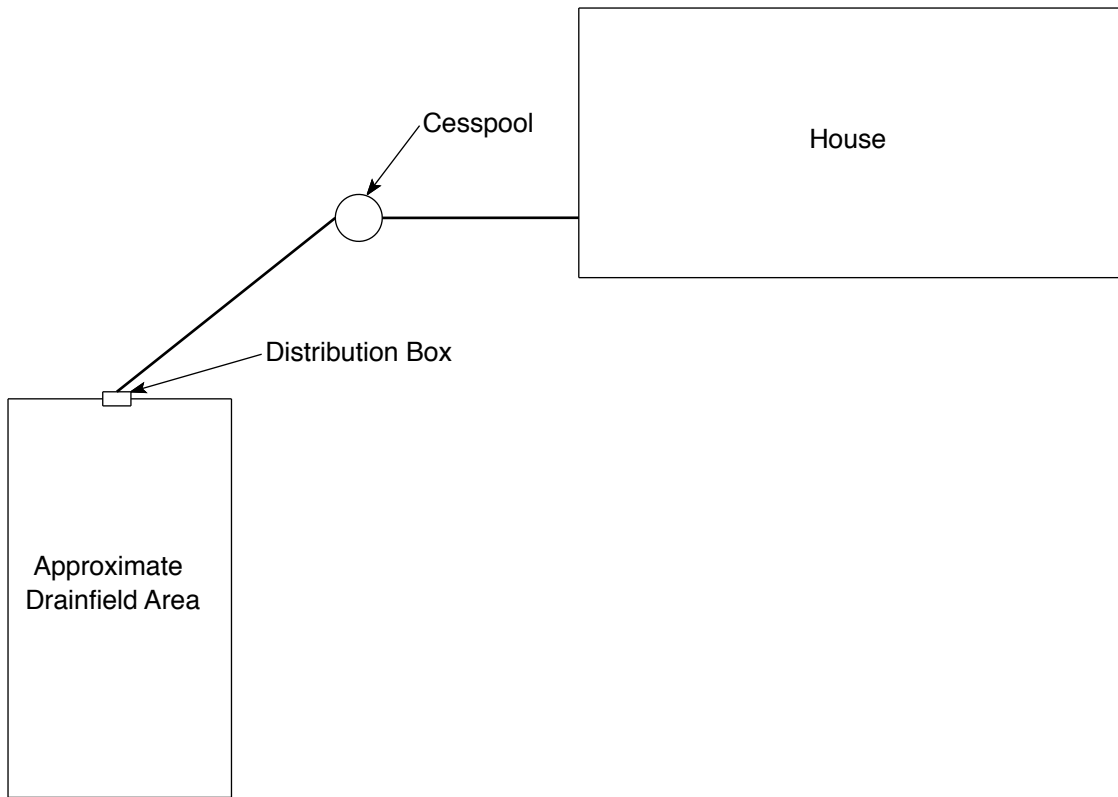 Cesspool
House
Distribution Box
Approximate
Drainfield Area